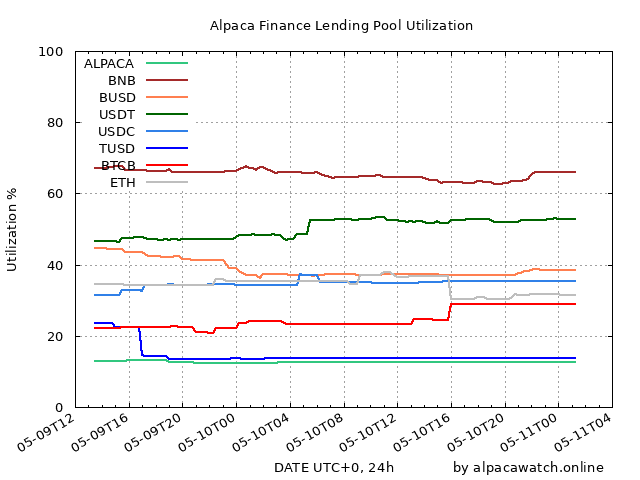 Alpaca Finance Lending Pool Utilization
100
80
60
40
20
0
Utilization %
ALPACA
BNB
BUSD
USDT
USDC
TUSD
BTCB
ETH
05-09T12
05-09T16
05-09T20
05-10T00
05-10T04
05-10T08
05-10T12
05-10T16
05-10T20
05-11T00
05-11T04
DATE UTC+0, 24h
by alpacawatch.online